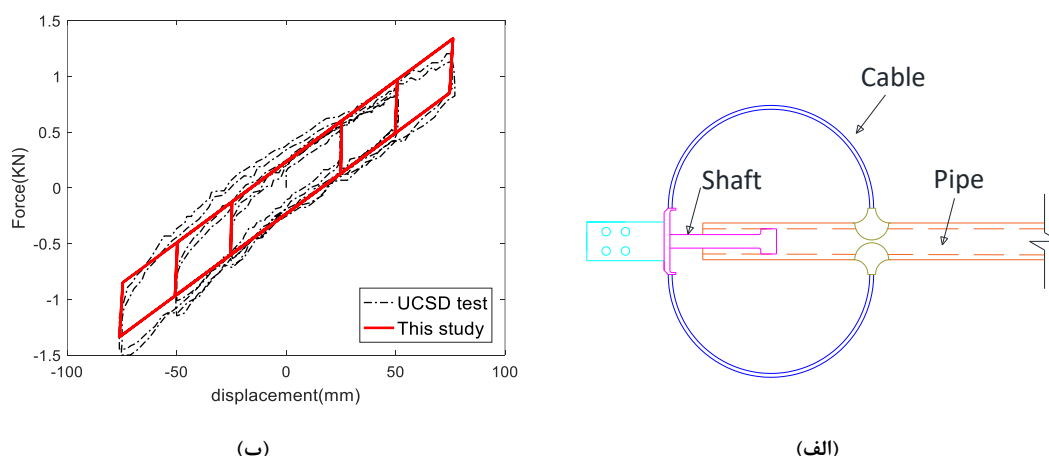 1.5
1
0.5
0
-0.5
-1
-1.5
Force(KN)
UCSD test
This study
-100
-50
0
50
100
displacement(mm)
(ب)
Cable
Shaft
Pipe
(الف)